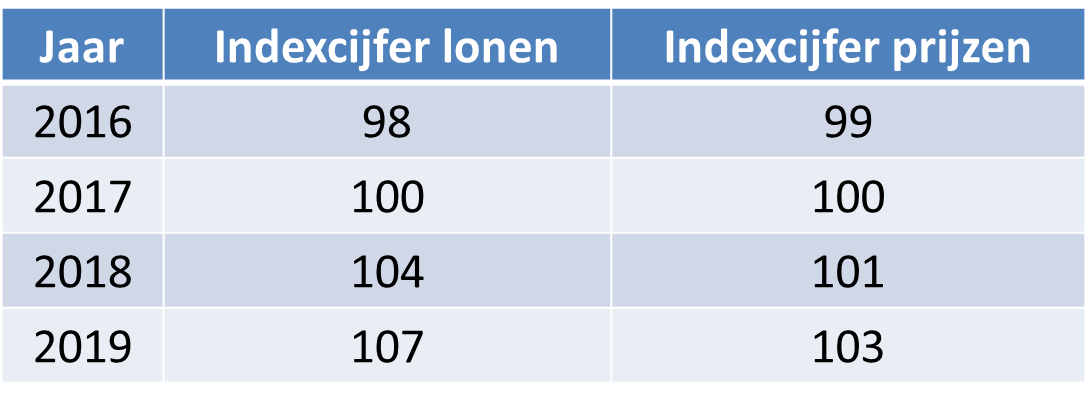 Jaar Indexcijfer lonen Indexcijfer prijzen
2016 98 99
2017 100 100
2018 104 101
2019 107 103